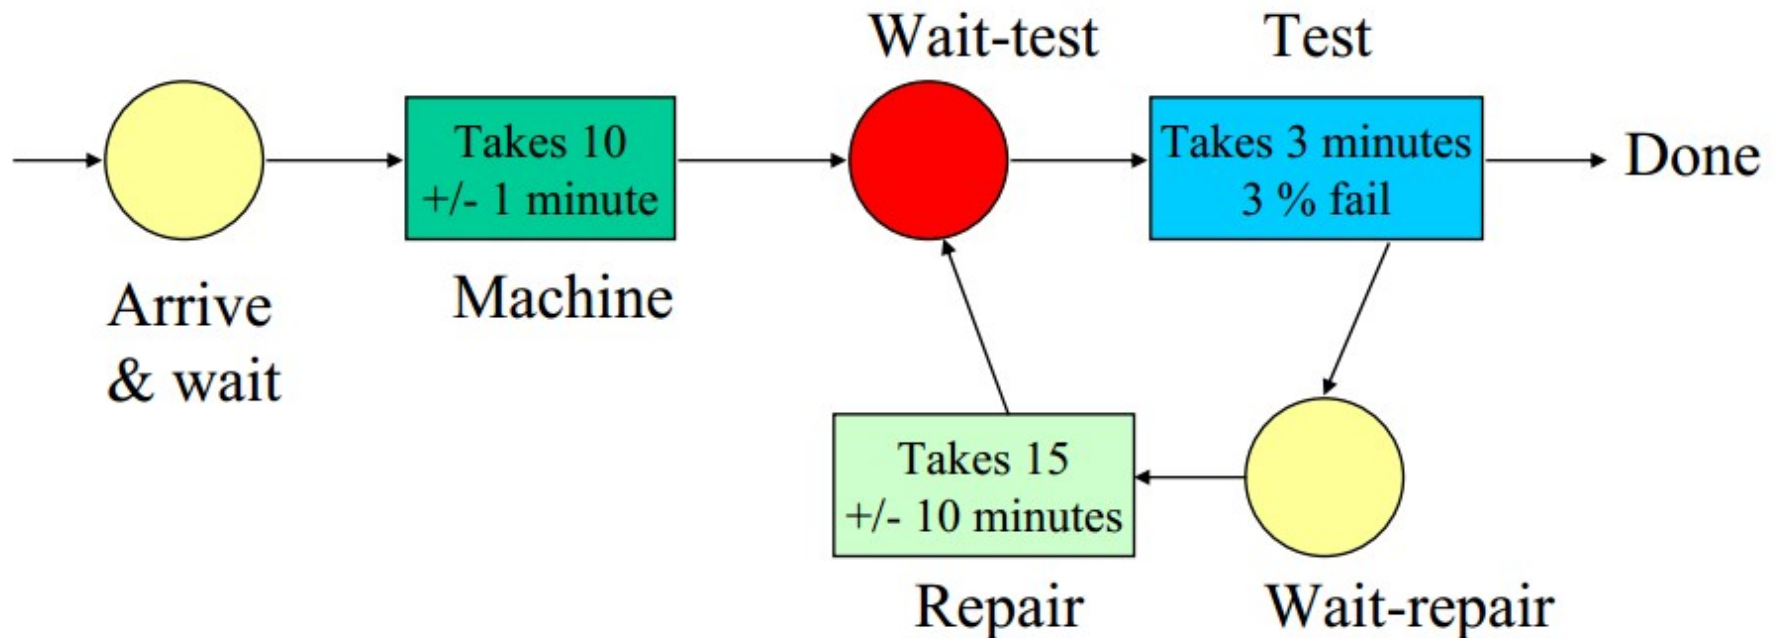 Wait-test
Test
Takes 10
+/- 1 minute
Takes 3 minutes
3 % fail
Done
Arrive
& wait
Machine
Takes 15
+/- 10 minutes
Repair
Wait-repair